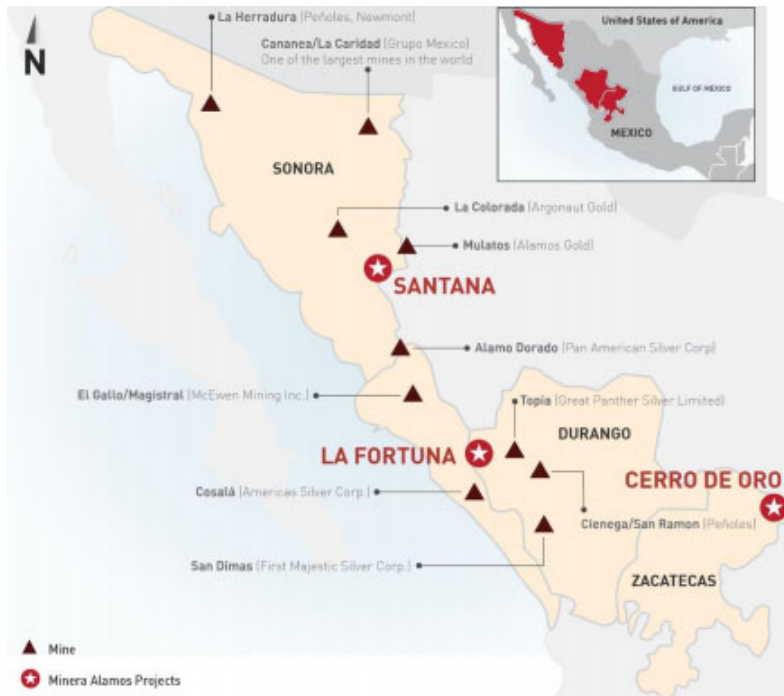 La Herradura (Peñoles, Newmont)
Cananea/La Caridad (Grupo Mexico)
One of the largest mines in the world
N
United States of America
GULF OF MEXICO
MEXICO
SONORA
La Colorada (Argonaut Gold)
Mulatos (Alamos Gold)
SANTANA
Alamo Dorado (Pan American Silver Corp)
El Gallo/Magistral (McEwen Mining Inc.)
Topia (Great Panther Silver Limited)
DURANGO
LA FORTUNA
CERRO DE ORO
Cosalá (Americas Silver Corp.)
Cienega/San Ramon (Peñoles)
San Dimas (First Majestic Silver Corp.)
ZACATECAS
Mine
Minera Alamos Projects